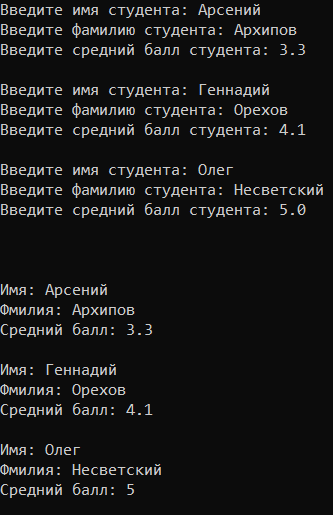 Введите имя студента: Арсений
Введите фамилию студента: Архипов
Введите средний балл студента: 3.3
Введите имя студента: Геннадий
Введите фамилию студента: Орехов
Введите средний балл студента: 4.1
Введите имя студента: Олег
Введите фамилию студента: Несветский
Введите средний балл студента: 5.0
Имя: Арсений
Фмилия: Архипов
Средний балл: 3.3
Имя: Геннадий
Фмилия: Орехов
Средний балл: 4.1
Имя: Олег
Фмилия: Несветский
Средний балл: 5